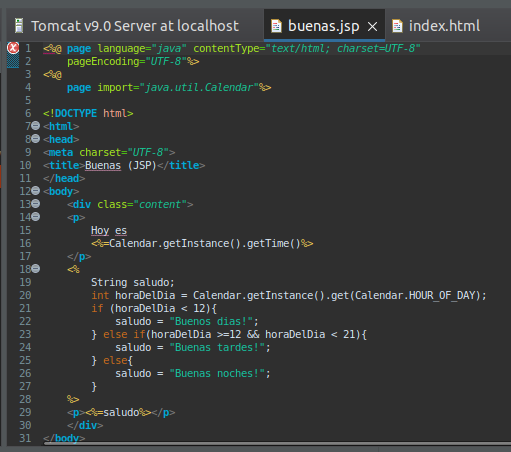 Tomcat v9.0 Server at localhost buenas.jsp index.html
1 <%@ page language="java" contentType="text/html; charset=UTF-8"
2 pageEncoding="UTF-8"%>
3 <%@
4 page import="java.util.Calendar"%>
5
6 <!DOCTYPE html>
7 <html>
8 <head>
9 <meta charset="UTF-8">
10 <title>Buenas (JSP)</title>
11 </head>
12 <body>
13 <div class="content">
14 <p>
15 Hoy es
16 <%=Calendar.getInstance().getTime()%>
17 </p>
18 <%
19 String saludo;
20 int horaDelDia = Calendar.getInstance().get(Calendar.HOUR_OF_DAY);
21 if (horaDelDia < 12){
22 saludo = "Buenos dias!";
23 } else if(horaDelDia >=12 && horaDelDia < 21){
24 saludo = "Buenas tardes!";
25 } else{
26 saludo = "Buenas noches!";
27 }
28 %>
29 <p><%=saludo%></p>
30 </div>
31 </body>